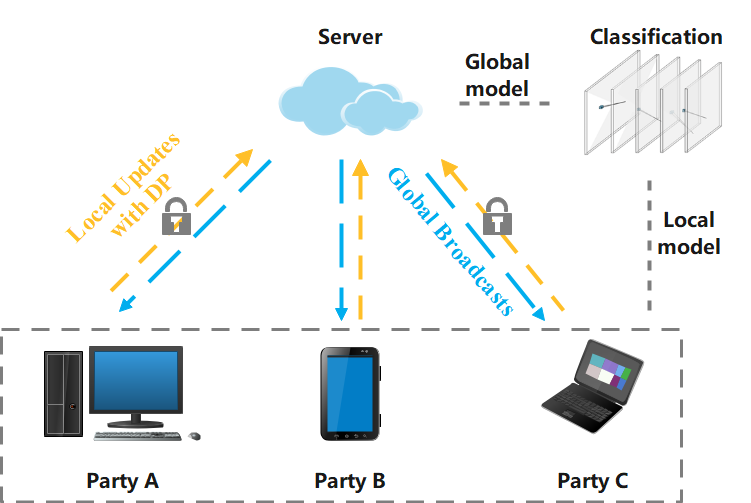 Server
Classification
Global
model
Local Updates
with DP
Global Broadcasts
Local
model
Party A
Party B
Party C